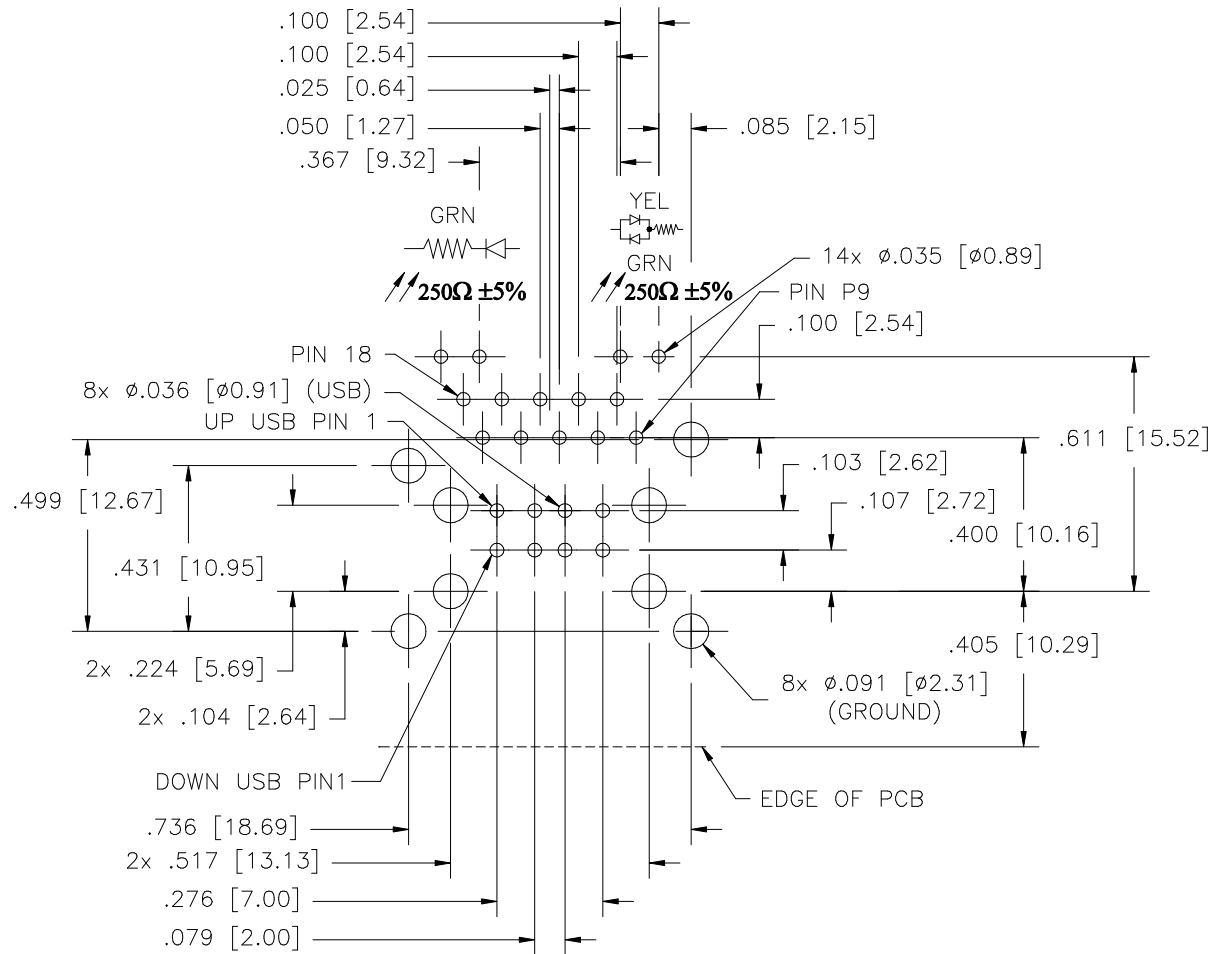 .100 [2.54]
.100 [2.54]
.025 [0.64]
.050 [1.27]
.085 [2.15]
.367 [9.32]
YEL
GRN
GRN
14x ø.035 [ø0.89]
250Ω ±5%
250Ω ±5%
PIN P9
.100 [2.54]
PIN 18
8x ø.036 [ø0.91] (USB)
UP USB PIN 1
.611 [15.52]
.103 [2.62]
.499 [12.67]
.107 [2.72]
.400 [10.16]
.431 [10.95]
.405 [10.29]
2x .224 [5.69]
8x ø.091 [ø2.31]
(GROUND)
2x .104 [2.64]
DOWN USB PIN1
EDGE OF PCB
.736 [18.69]
2x .517 [13.13]
.276 [7.00]
.079 [2.00]